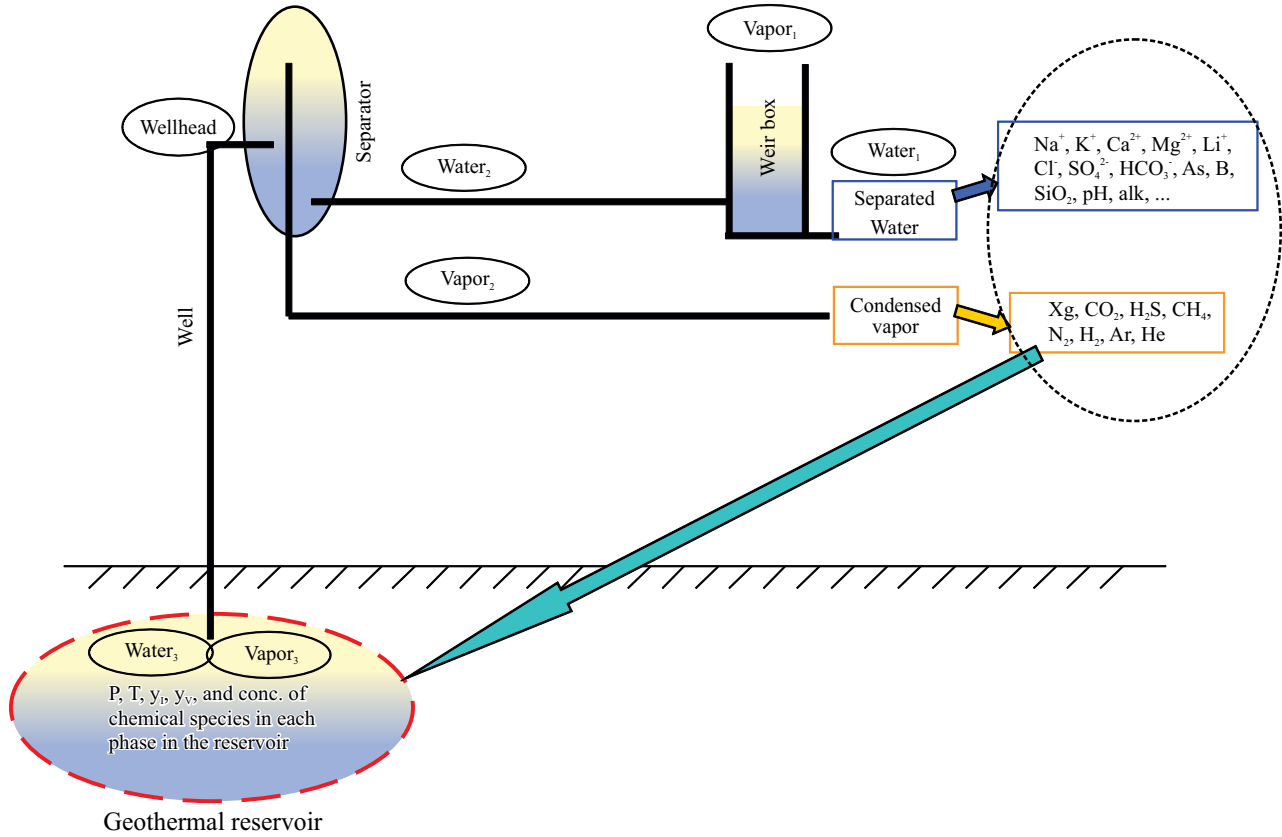 Vapor₁
Wellhead
Separator
Weir box
Water₂
Water₁
Na⁺, K⁺, Ca²⁺, Mg²⁺, Li⁺,
Cl⁻, SO₄²⁻, HCO₃⁻, As, B,
SiO₂, pH, alk, ...
Separated
Water
Vapor₂
Well
Condensed
vapor
Xg, CO₂, H₂S, CH₄,
N₂, H₂, Ar, He
Water₃
Vapor₃
P, T, y₁, yᵥ, and conc. of
chemical species in each
phase in the reservoir
Geothermal reservoir